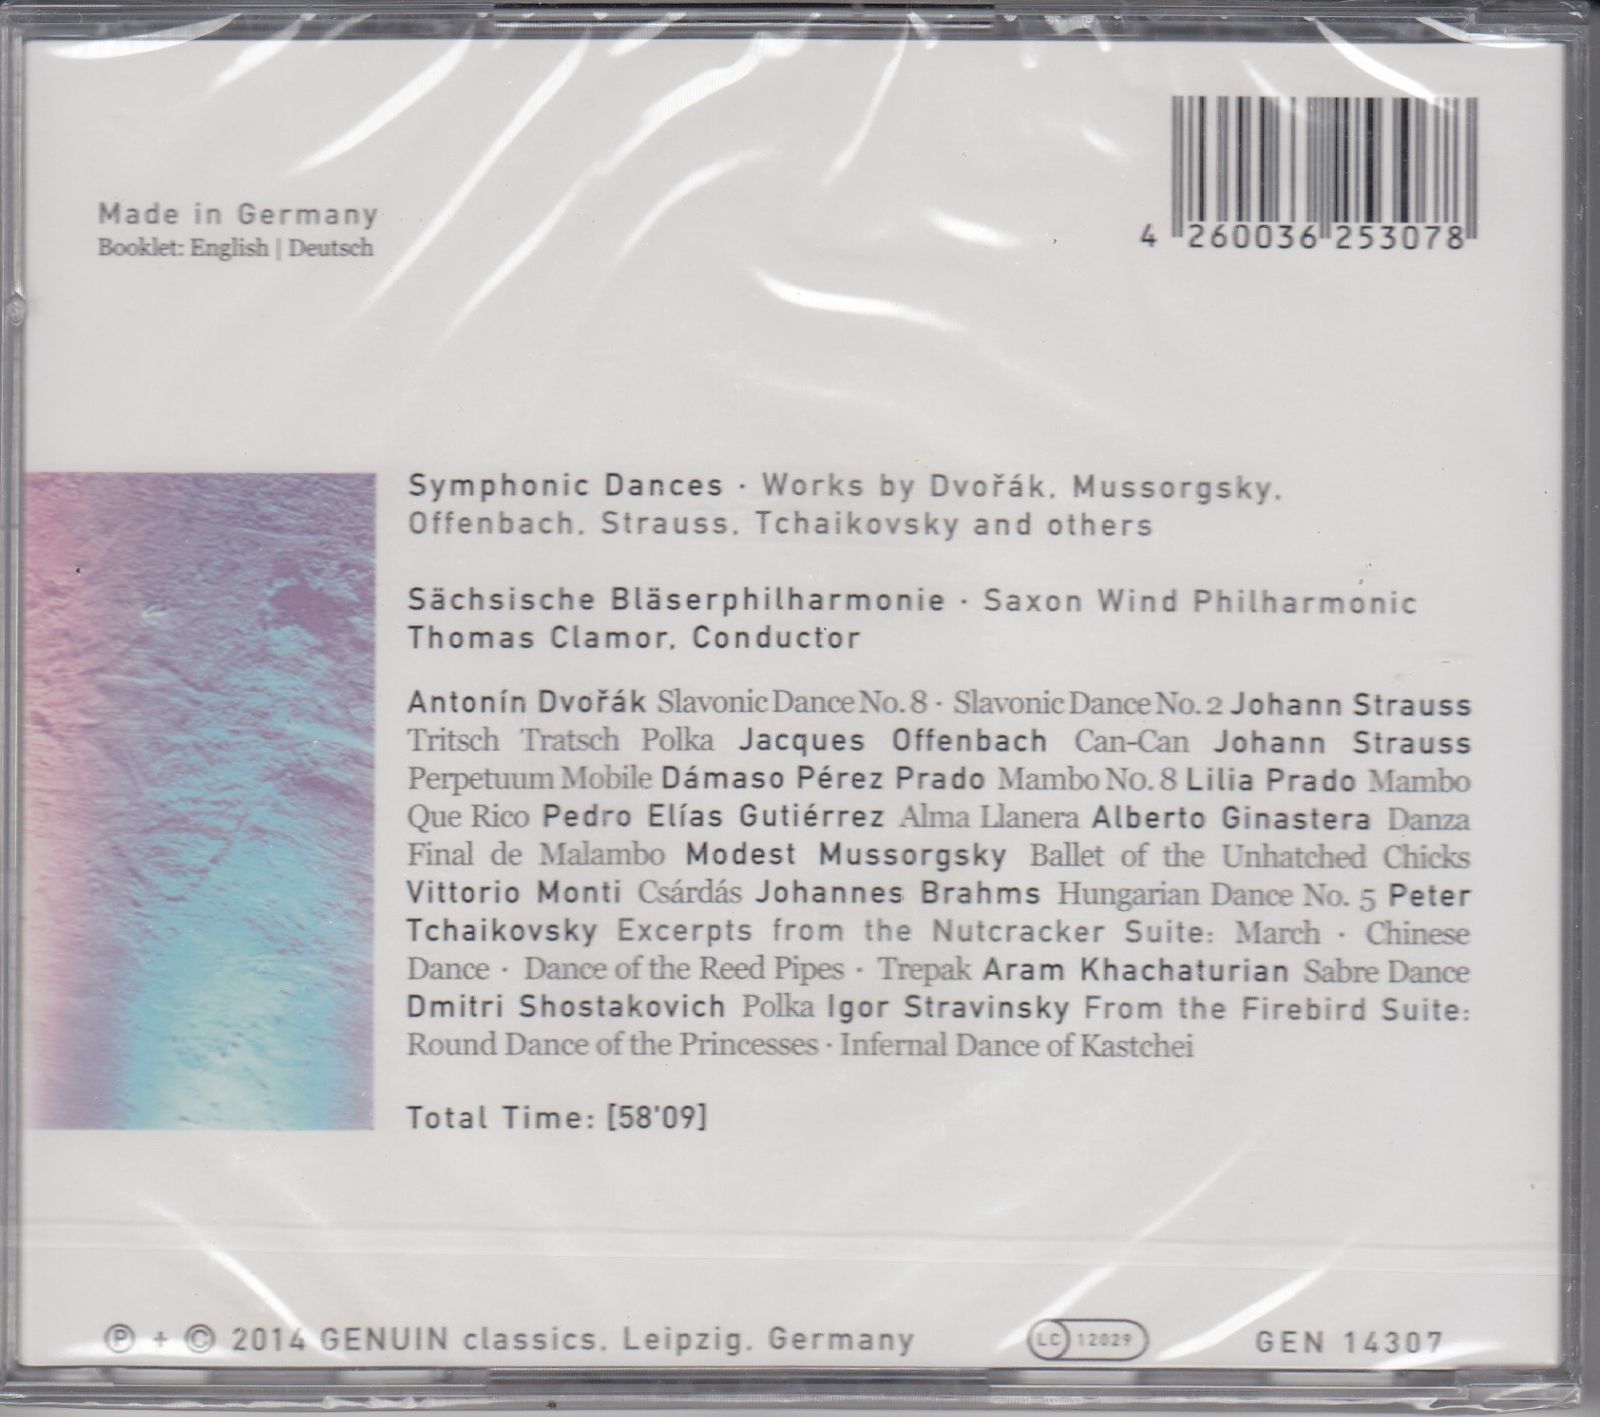 Made in Germany
Booklet: English | Deutsch
4 260036 253078
Symphonic Dances · Works by Dvořák, Mussorgsky,
Offenbach, Strauss, Tchaikovsky and others
Sächsische Bläserphilharmonie · Saxon Wind Philharmonic
Thomas Clamor, Conductor
Antonín Dvořák Slavonic Dance No. 8 · Slavonic Dance No. 2 Johann Strauss
Tritsch Tratsch Polka Jacques Offenbach Can-Can Johann Strauss
Perpetuum Mobile Dámaso Pérez Prado Mambo No. 8 Lilia Prado Mambo
Que Rico Pedro Elías Gutiérrez Alma Llanera Alberto Ginastera Danza
Final de Malambo Modest Mussorgsky Ballet of the Unhatched Chicks
Vittorio Monti Csárdás Johannes Brahms Hungarian Dance No. 5 Peter
Tchaikovsky Excerpts from the Nutcracker Suite: March · Chinese
Dance · Dance of the Reed Pipes · Trepak Aram Khachaturian Sabre Dance
Dmitri Shostakovich Polka Igor Stravinsky From the Firebird Suite:
Round Dance of the Princesses · Infernal Dance of Kastchei
Total Time: [58'09]
℗ + © 2014 GENUIN classics, Leipzig, Germany
LC 12029
GEN 14307